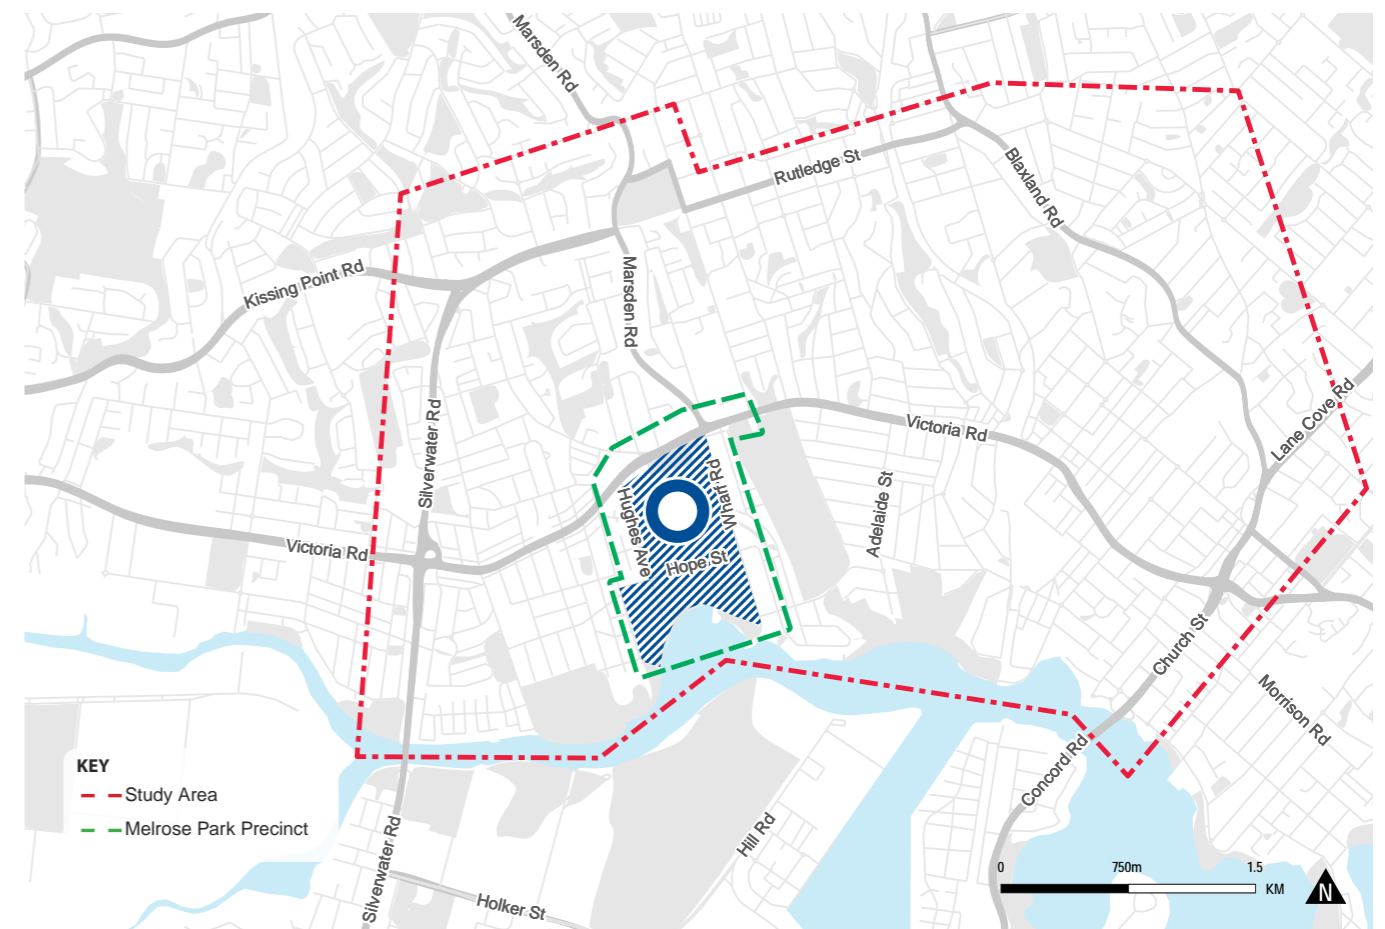 Marsden Rd
Rutledge St
Blaxland Rd
Kissing Point Rd
Marsden Rd
Lane Cove Rd
Silverwater Rd
Victoria Rd
Wharf Rd
Hughes Ave
Adelaide St
Victoria Rd
Hope St
Church St
Morrison Rd
Concord Rd
KEY
Study Area
Melrose Park Precinct
Hill Rd
Silverwater Rd
Holker St
0 750m 1.5
KM
N